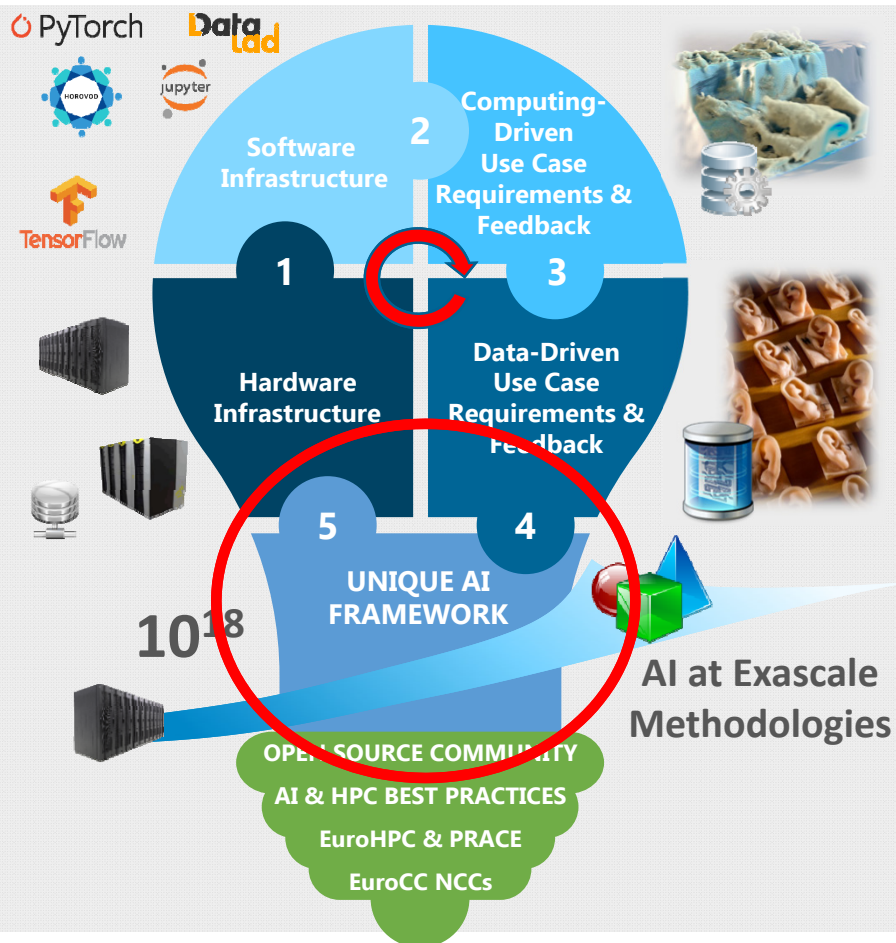 PyTorch
Data
Lad
HOROVOD
jupyter
TensorFlow
2
Computing-
Driven
Use Case
Requirements &
Feedback
Software
Infrastructure
1
3
Hardware
Infrastructure
Data-Driven
Use Case
Requirements &
Feedback
5
4
UNIQUE AI
FRAMEWORK
10^18
AI at Exascale
Methodologies
OPEN SOURCE COMMUNITY
AI & HPC BEST PRACTICES
EuroHPC & PRACE
EuroCC NCCs